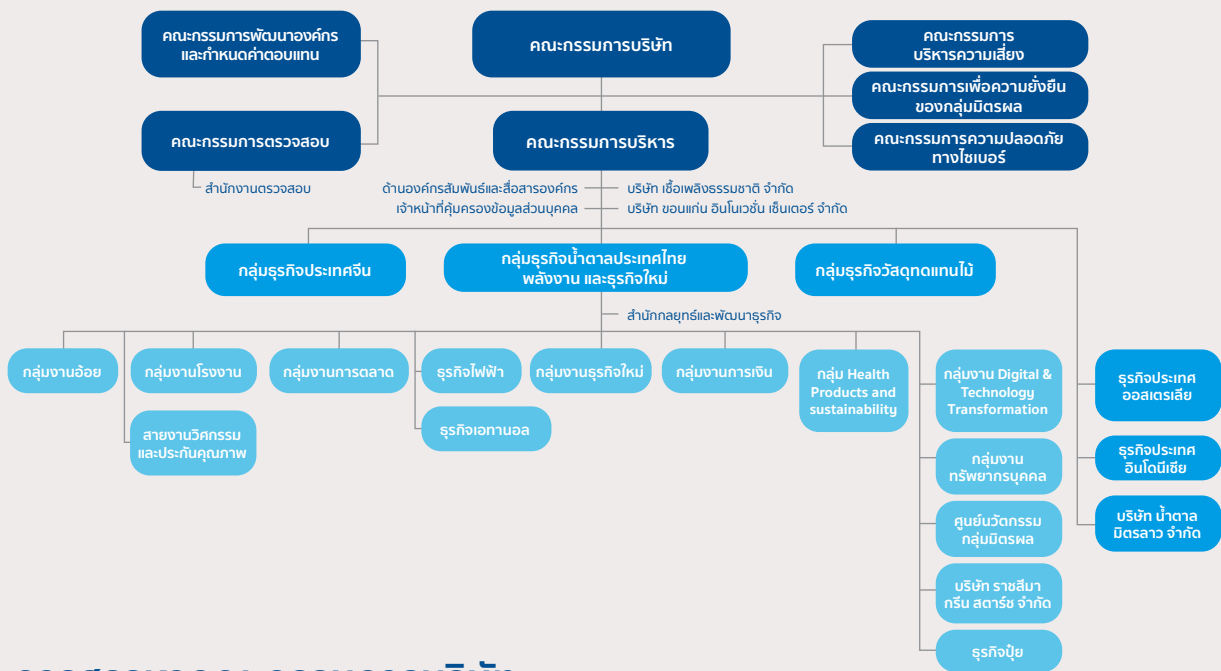 คณะกรรมการพัฒนาองค์กร
และกำหนดค่าตอบแทน
คณะกรรมการบริษัท
คณะกรรมการ
บริหารความเสี่ยง
คณะกรรมการเพื่อความยั่งยืน
ของกลุ่มมิตรผล
คณะกรรมการตรวจสอบ
คณะกรรมการบริหาร
คณะกรรมการความปลอดภัย
ทางไซเบอร์
สำนักงานตรวจสอบ
ด้านองค์กรสัมพันธ์และสื่อสารองค์กร
บริษัท เชื้อเพลิงธรรมชาติ จำกัด
เจ้าหน้าที่คุ้มครองข้อมูลส่วนบุคคล
บริษัท ขอนแก่น อินโนเวชั่น เซ็นเตอร์ จำกัด
กลุ่มธุรกิจประเทศจีน
กลุ่มธุรกิจน้ำตาลประเทศไทย
พลังงาน และธุรกิจใหม่
กลุ่มธุรกิจวัสดุทดแทนไม้
สำนักกลยุทธ์และพัฒนาธุรกิจ
กลุ่มงานอ้อย
กลุ่มงานโรงงาน
กลุ่มงานการตลาด
ธุรกิจไฟฟ้า
กลุ่มงานธุรกิจใหม่
กลุ่มงานการเงิน
กลุ่ม Health
Products and
sustainability
กลุ่มงาน Digital &
Technology
Transformation
ธุรกิจประเทศ
ออสเตรเลีย
สายงานวิศกรรม
และประกันคุณภาพ
ธุรกิจเอทานอล
กลุ่มงาน
ทรัพยากรบุคคล
ธุรกิจประเทศ
อินโดนีเซีย
ศูนย์นวัตกรรม
กลุ่มมิตรผล
บริษัท น้ำตาล
มิตรลาว จำกัด
บริษัท ราชสีมา
กรีน สตาร์ช จำกัด
ธุรกิจปุ๋ย